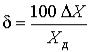 δ = 100 ΔX / Xд